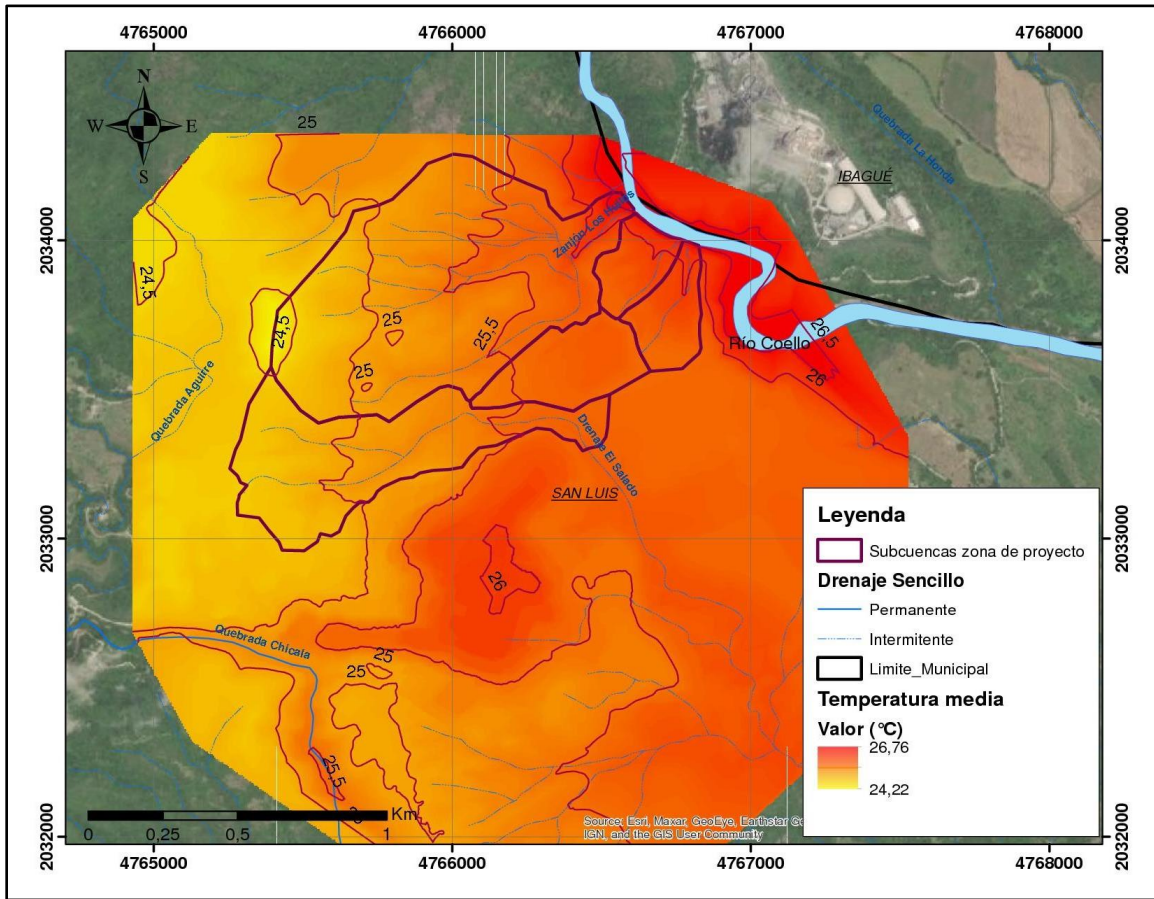 4765000 4766000 4767000 4768000
N
W E
S
25
Quebrada La Honda
IBAGUÉ
2034000
2034000
24,5
24,5
25
25,5
25
26,5
Río Coello
26
Quebrada Aguirre
Drenaje El Salado
SAN LUIS
2033000
2033000
26
Quebrada Chicala
25
25
25,5
Leyenda
Subcuencas zona de proyecto
Drenaje Sencillo
Permanente
Intermitente
Limite_Municipal
Temperatura media
Valor (°C)
26,76
24,22
Km
0 0,25 0,5 1
Source: Esri, Maxar, GeoEye, Earthstar Ge
IGN, and the GIS User Community
2032000
2032000
4765000 4766000 4767000 4768000
Zanjón Los